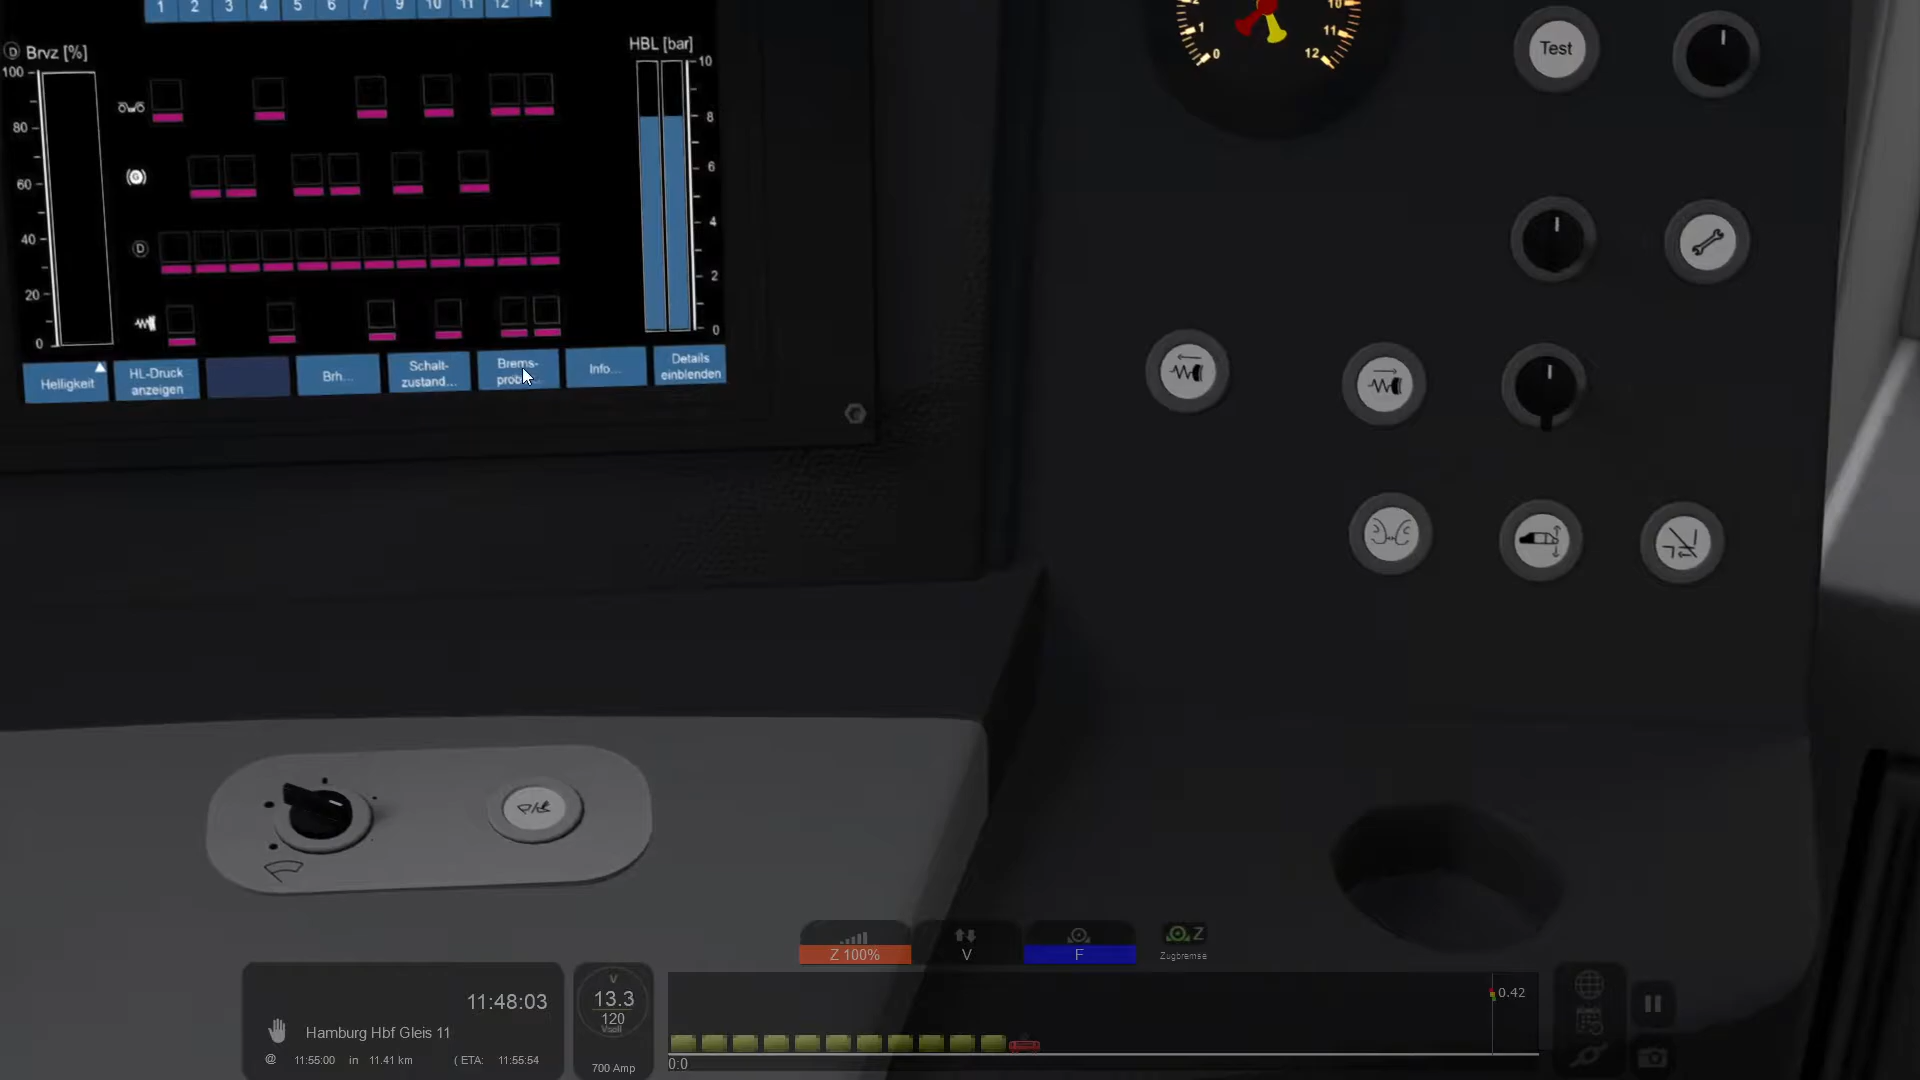 1 2 3 4 5 6 7 9 10 11 12 14
D Brvz [%]
HBL [bar]
100
80
60
40
20
0
10
8
6
4
2
0
D
Helligkeit
HL-Druck anzeigen
Brh...
Schalt-zustand...
Brems-
Info...
Details einblenden
0
1
2
10
11
12
Test
Z 100%
V
F
Z
Zugbremse
11:48:03
Hamburg Hbf Gleis 11
@ 11:55:00 in 11.41 km ( ETA: 11:55:54
V
13.3
120
Vsoll
700 Amp
0.42
0:0